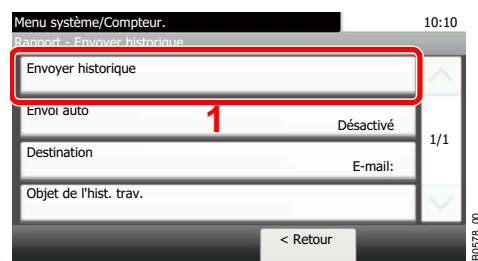 Menu système/Compteur.
10:10
Rapport - Envoyer historique
Envoyer historique
Envoi auto
1
Désactivé
1/1
Destination
E-mail:
Objet de l'hist. trav.
< Retour
B0578_00